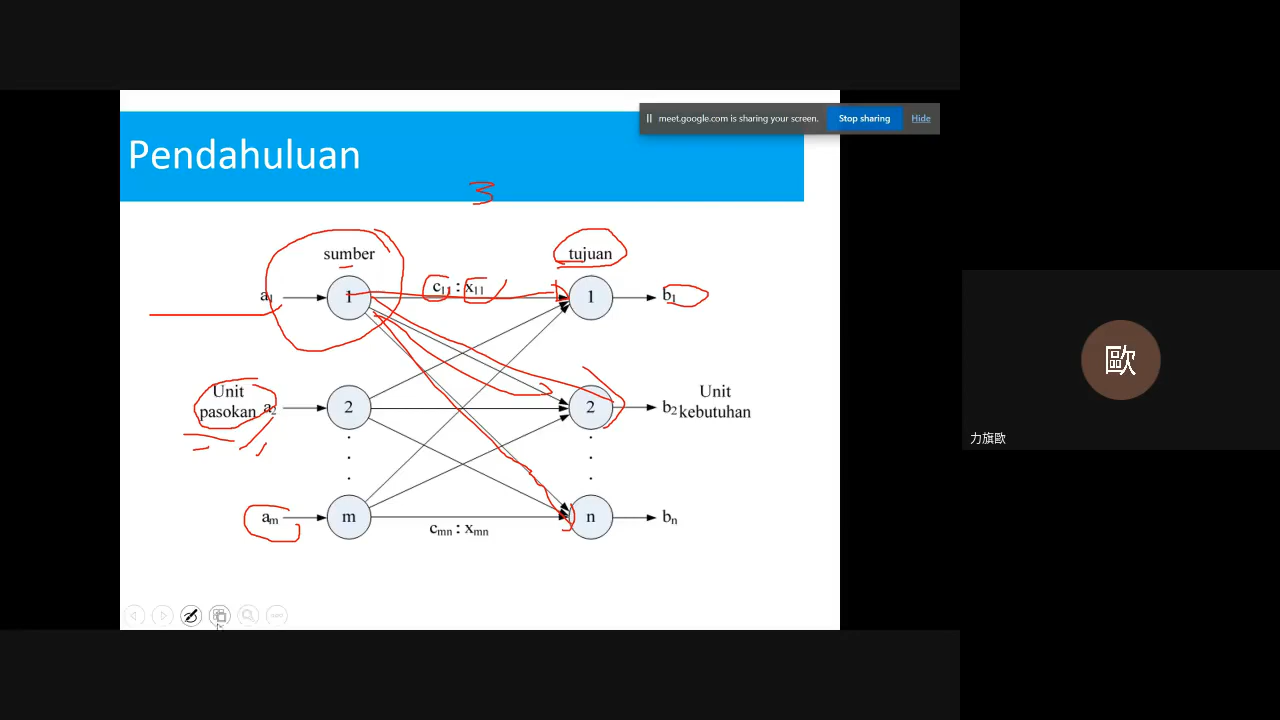 meet.google.com is sharing your screen. Stop sharing Hide
Pendahuluan
3
sumber tujuan
a1 1 c11 : x11 1 b1
Unit pasokan a2 2 2 b2 Unit kebutuhan
am m cmn : xmn n bn
歐
力旗歐